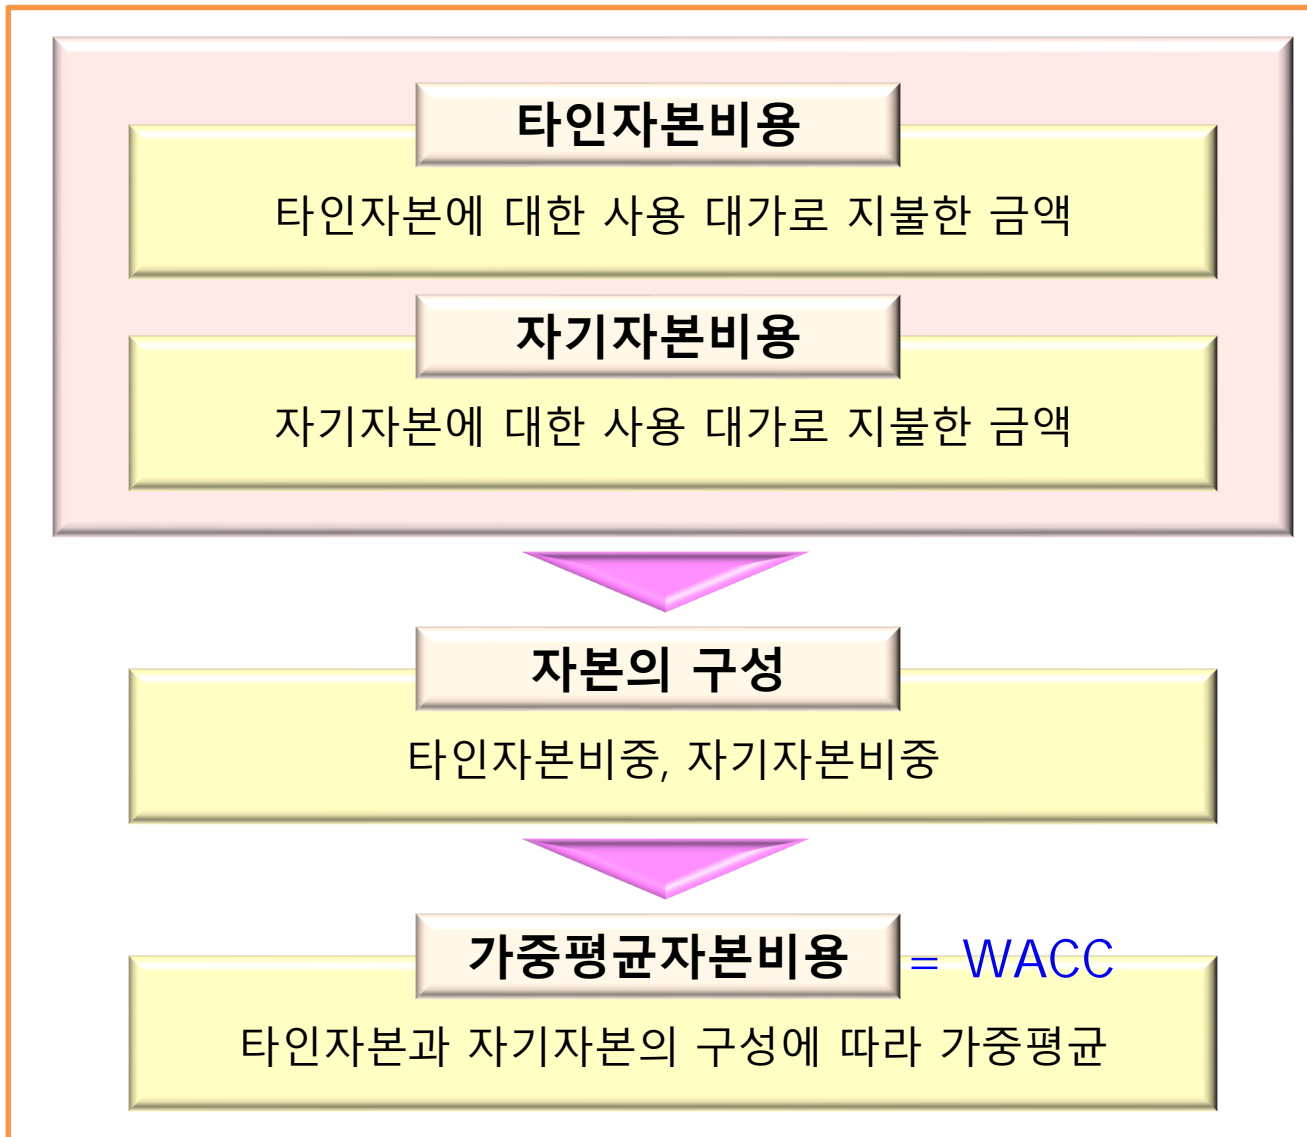 타인자본비용
타인자본에 대한 사용 대가로 지불한 금액
자기자본비용
자기자본에 대한 사용 대가로 지불한 금액
자본의 구성
타인자본비중, 자기자본비중
가중평균자본비용 = WACC
타인자본과 자기자본의 구성에 따라 가중평균